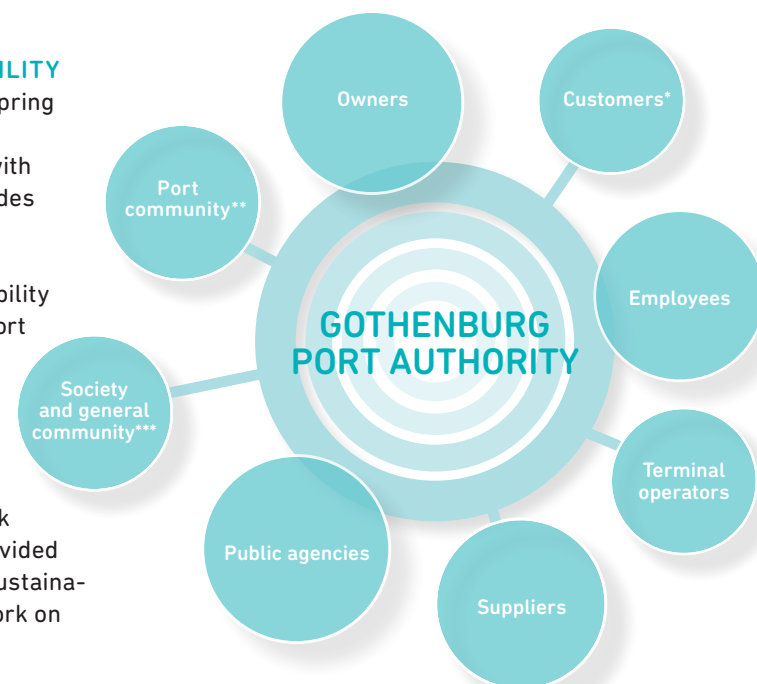 ILITY
pring
vith
des
bility
ort
k
vided
ustaina-
ork on
Owners
Customers*
Port
community**
Employees
GOTHENBURG
PORT AUTHORITY
Society
and general
community***
Terminal
operators
Public agencies
Suppliers